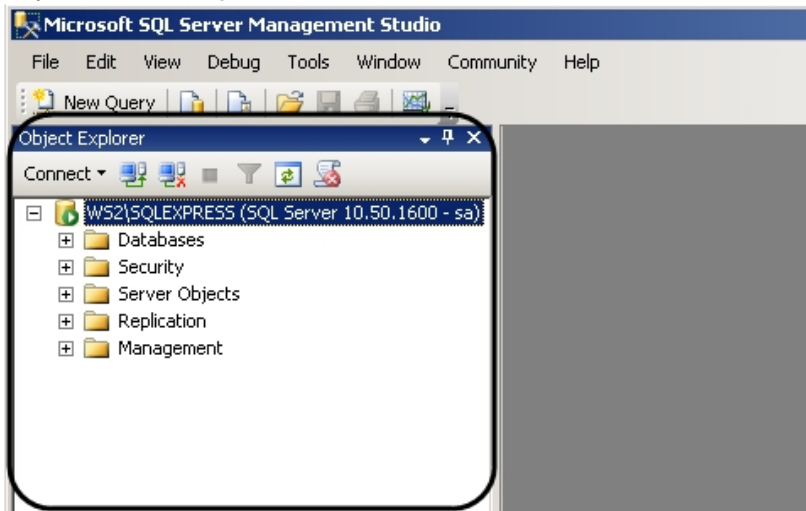 Microsoft SQL Server Management Studio
File Edit View Debug Tools Window Community Help
New Query
Object Explorer
Connect
WS2\SQLEXPRESS (SQL Server 10.50.1600 - sa)
Databases
Security
Server Objects
Replication
Management